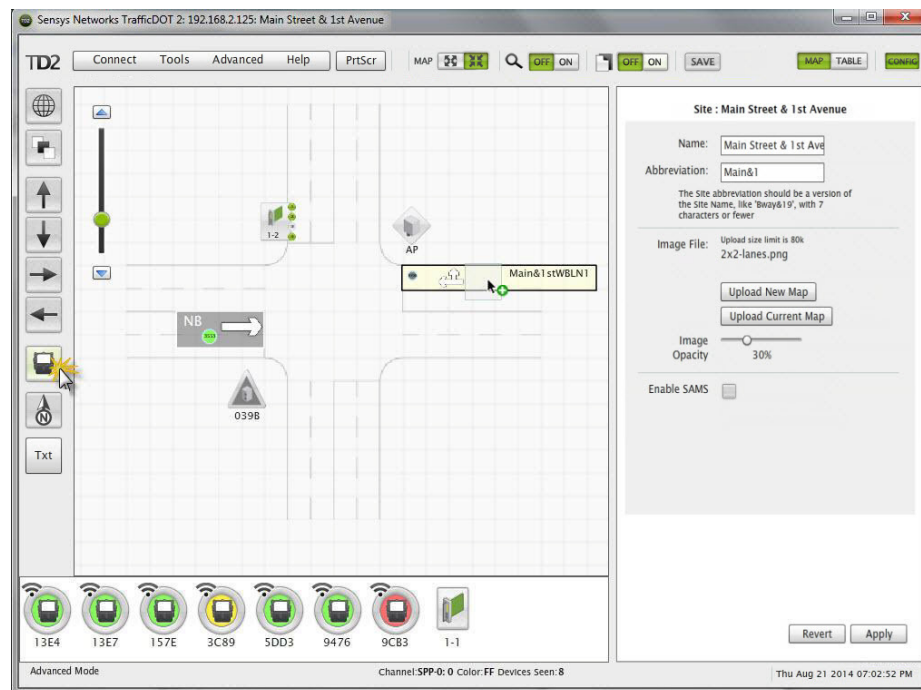 Sensys Networks TrafficDOT 2: 192.168.2.125: Main Street & 1st Avenue
TD2 Connect Tools Advanced Help PrtScr MAP OFF ON OFF ON SAVE MAP TABLE CONFIG
Site : Main Street & 1st Avenue
Name: Main Street & 1st Ave
Abbreviation: Main&1
The Site abbreviation should be a version of
the Site Name, like 'Bway&19', with 7
characters or fewer
Image File: Upload size limit is 80k
2x2-lanes.png
Upload New Map
Upload Current Map
Image
Opacity 30%
Enable SAMS
Revert Apply
1-2
AP
Main&1stWBLN1
NB
039B
N
Txt
13E4 13E7 157E 3C89 5DD3 9476 9CB3 1-1
Advanced Mode Channel:SPP-0: 0 Color:FF Devices Seen:8 Thu Aug 21 2014 07:02:52 PM